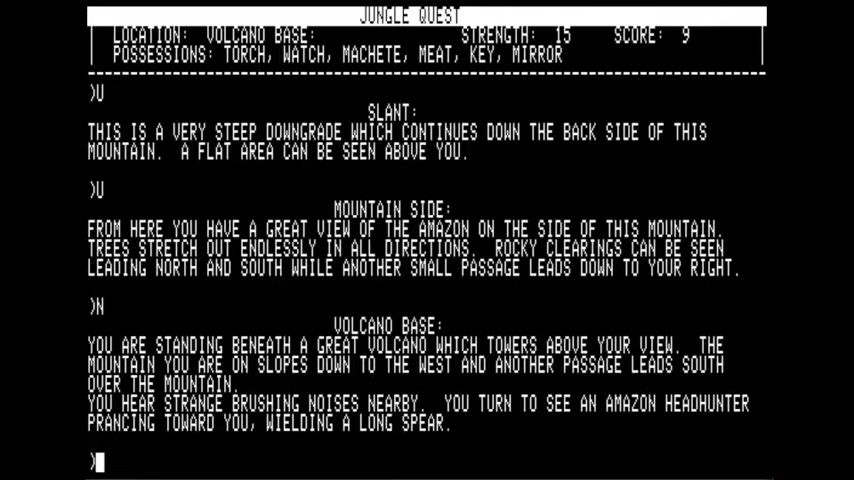 JUNGLE QUEST
LOCATION: VOLCANO BASE: STRENGTH: 15 SCORE: 9
POSSESSIONS: TORCH, WATCH, MACHETE, MEAT, KEY, MIRROR
)U
SLANT:
THIS IS A VERY STEEP DOWNGRADE WHICH CONTINUES DOWN THE BACK SIDE OF THIS
MOUNTAIN. A FLAT AREA CAN BE SEEN ABOVE YOU.
)U
MOUNTAIN SIDE:
FROM HERE YOU HAVE A GREAT VIEW OF THE AMAZON ON THE SIDE OF THIS MOUNTAIN.
TREES STRETCH OUT ENDLESSLY IN ALL DIRECTIONS. ROCKY CLEARINGS CAN BE SEEN
LEADING NORTH AND SOUTH WHILE ANOTHER SMALL PASSAGE LEADS DOWN TO YOUR RIGHT.
)N
VOLCANO BASE:
YOU ARE STANDING BENEATH A GREAT VOLCANO WHICH TOWERS ABOVE YOUR VIEW. THE
MOUNTAIN YOU ARE ON SLOPES DOWN TO THE WEST AND ANOTHER PASSAGE LEADS SOUTH
OVER THE MOUNTAIN.
YOU HEAR STRANGE BRUSHING NOISES NEARBY. YOU TURN TO SEE AN AMAZON HEADHUNTER
PRANCING TOWARD YOU, WIELDING A LONG SPEAR.
)